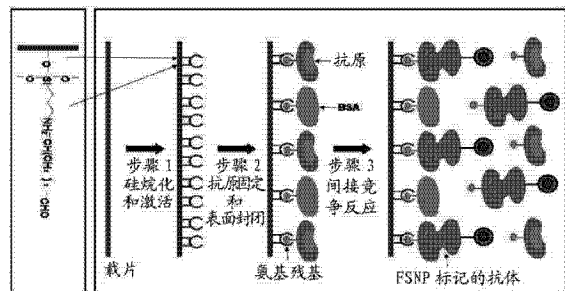 抗原
BSA
步骤 1
硅烷化
和激活
步骤 2
抗原固定
和
表面封闭
步骤 3
间接竞
争反应
载片
氨基残基
FSNP 标记的抗体